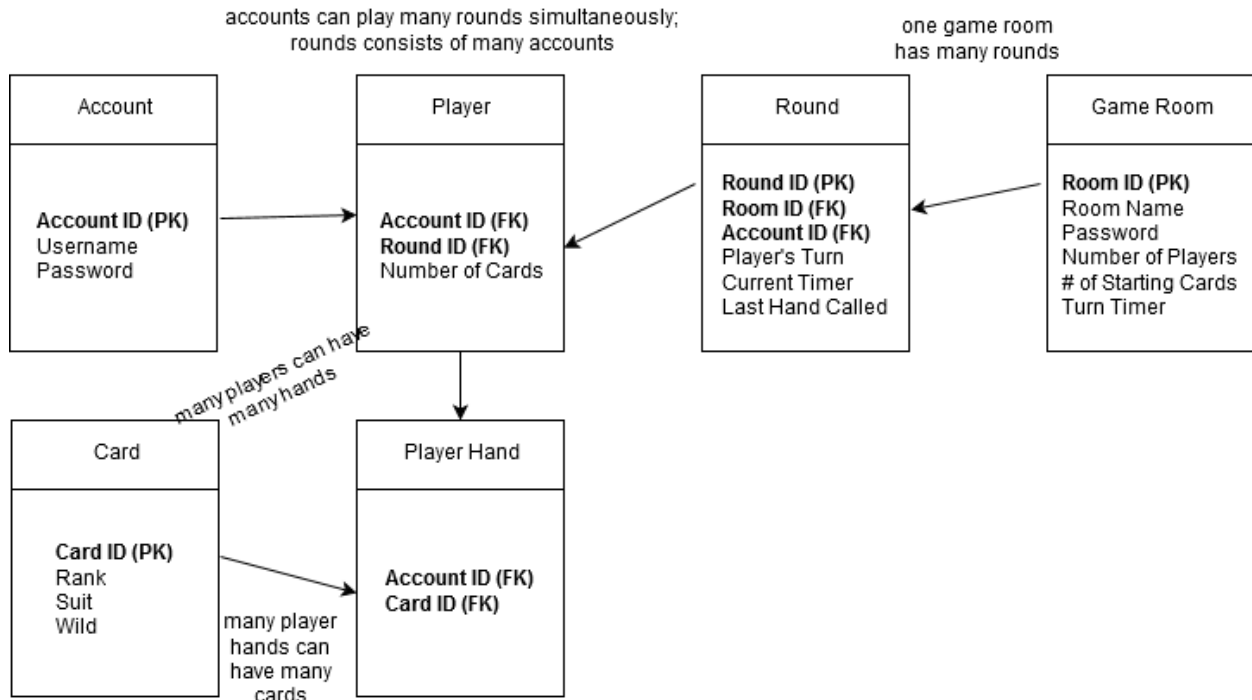 accounts can play many rounds simultaneously;
rounds consists of many accounts
one game room
has many rounds
Account
Account ID (PK)
Username
Password
Player
Account ID (FK)
Round ID (FK)
Number of Cards
Round
Round ID (PK)
Room ID (FK)
Account ID (FK)
Player's Turn
Current Timer
Last Hand Called
Game Room
Room ID (PK)
Room Name
Password
Number of Players
# of Starting Cards
Turn Timer
many players can have
many hands
Card
Card ID (PK)
Rank
Suit
Wild
many player
hands can
have many
cards
Player Hand
Account ID (FK)
Card ID (FK)